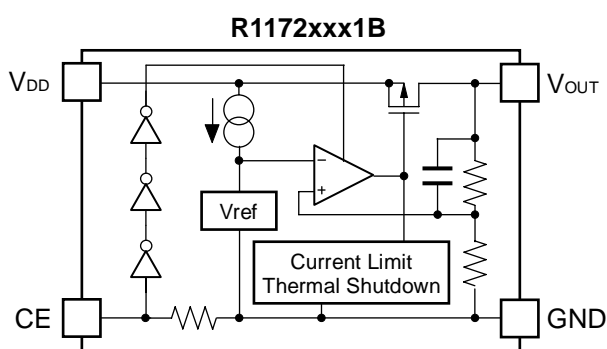 R1172xxx1B
VDD
VOUT
−
+
Vref
Current Limit
Thermal Shutdown
CE
GND